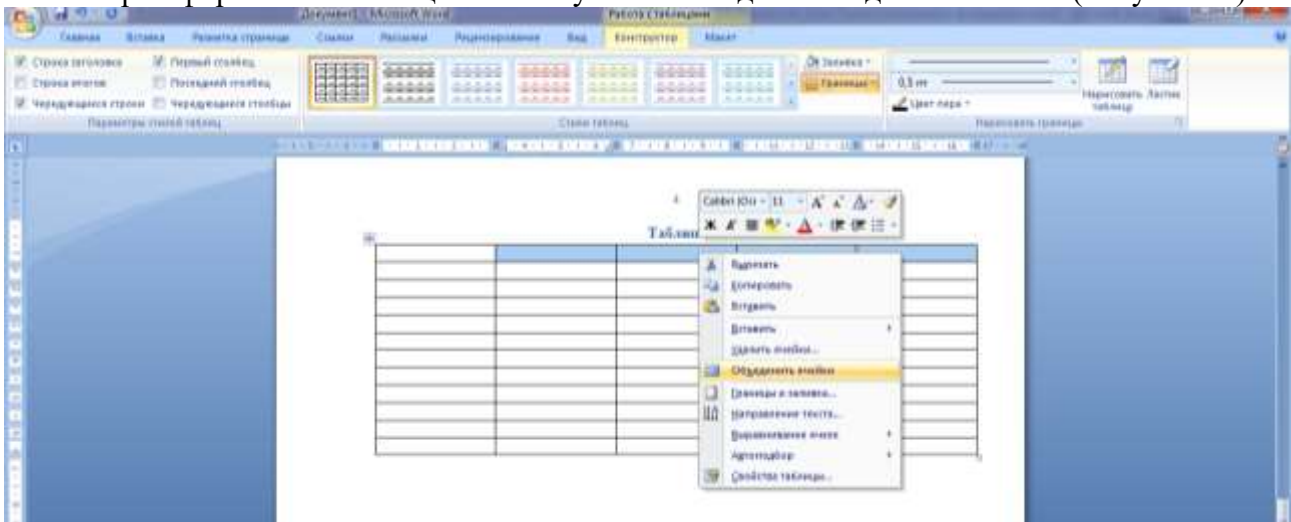 Документ1 - Microsoft Word
Работа с таблицами
Главная Вставка Разметка страницы Ссылки Рассылки Рецензирование Вид Конструктор Макет
Строка заголовка Первый столбец
Строка итогов Последний столбец
Чередующиеся строки Чередующиеся столбцы
Параметры стилей таблиц
Стили таблиц
Заливка
Границы
0,5 пт
Цвет пера
Нарисовать таблицу
Ластик
Нарисовать границы
Calibri (Осн 11
Ж К
Табли
Вырезать
Копировать
Вставить
Вставить
Удалить ячейки...
Объединить ячейки
Границы и заливка...
Направление текста...
Выравнивание ячеек
Автоподбор
Свойства таблицы...